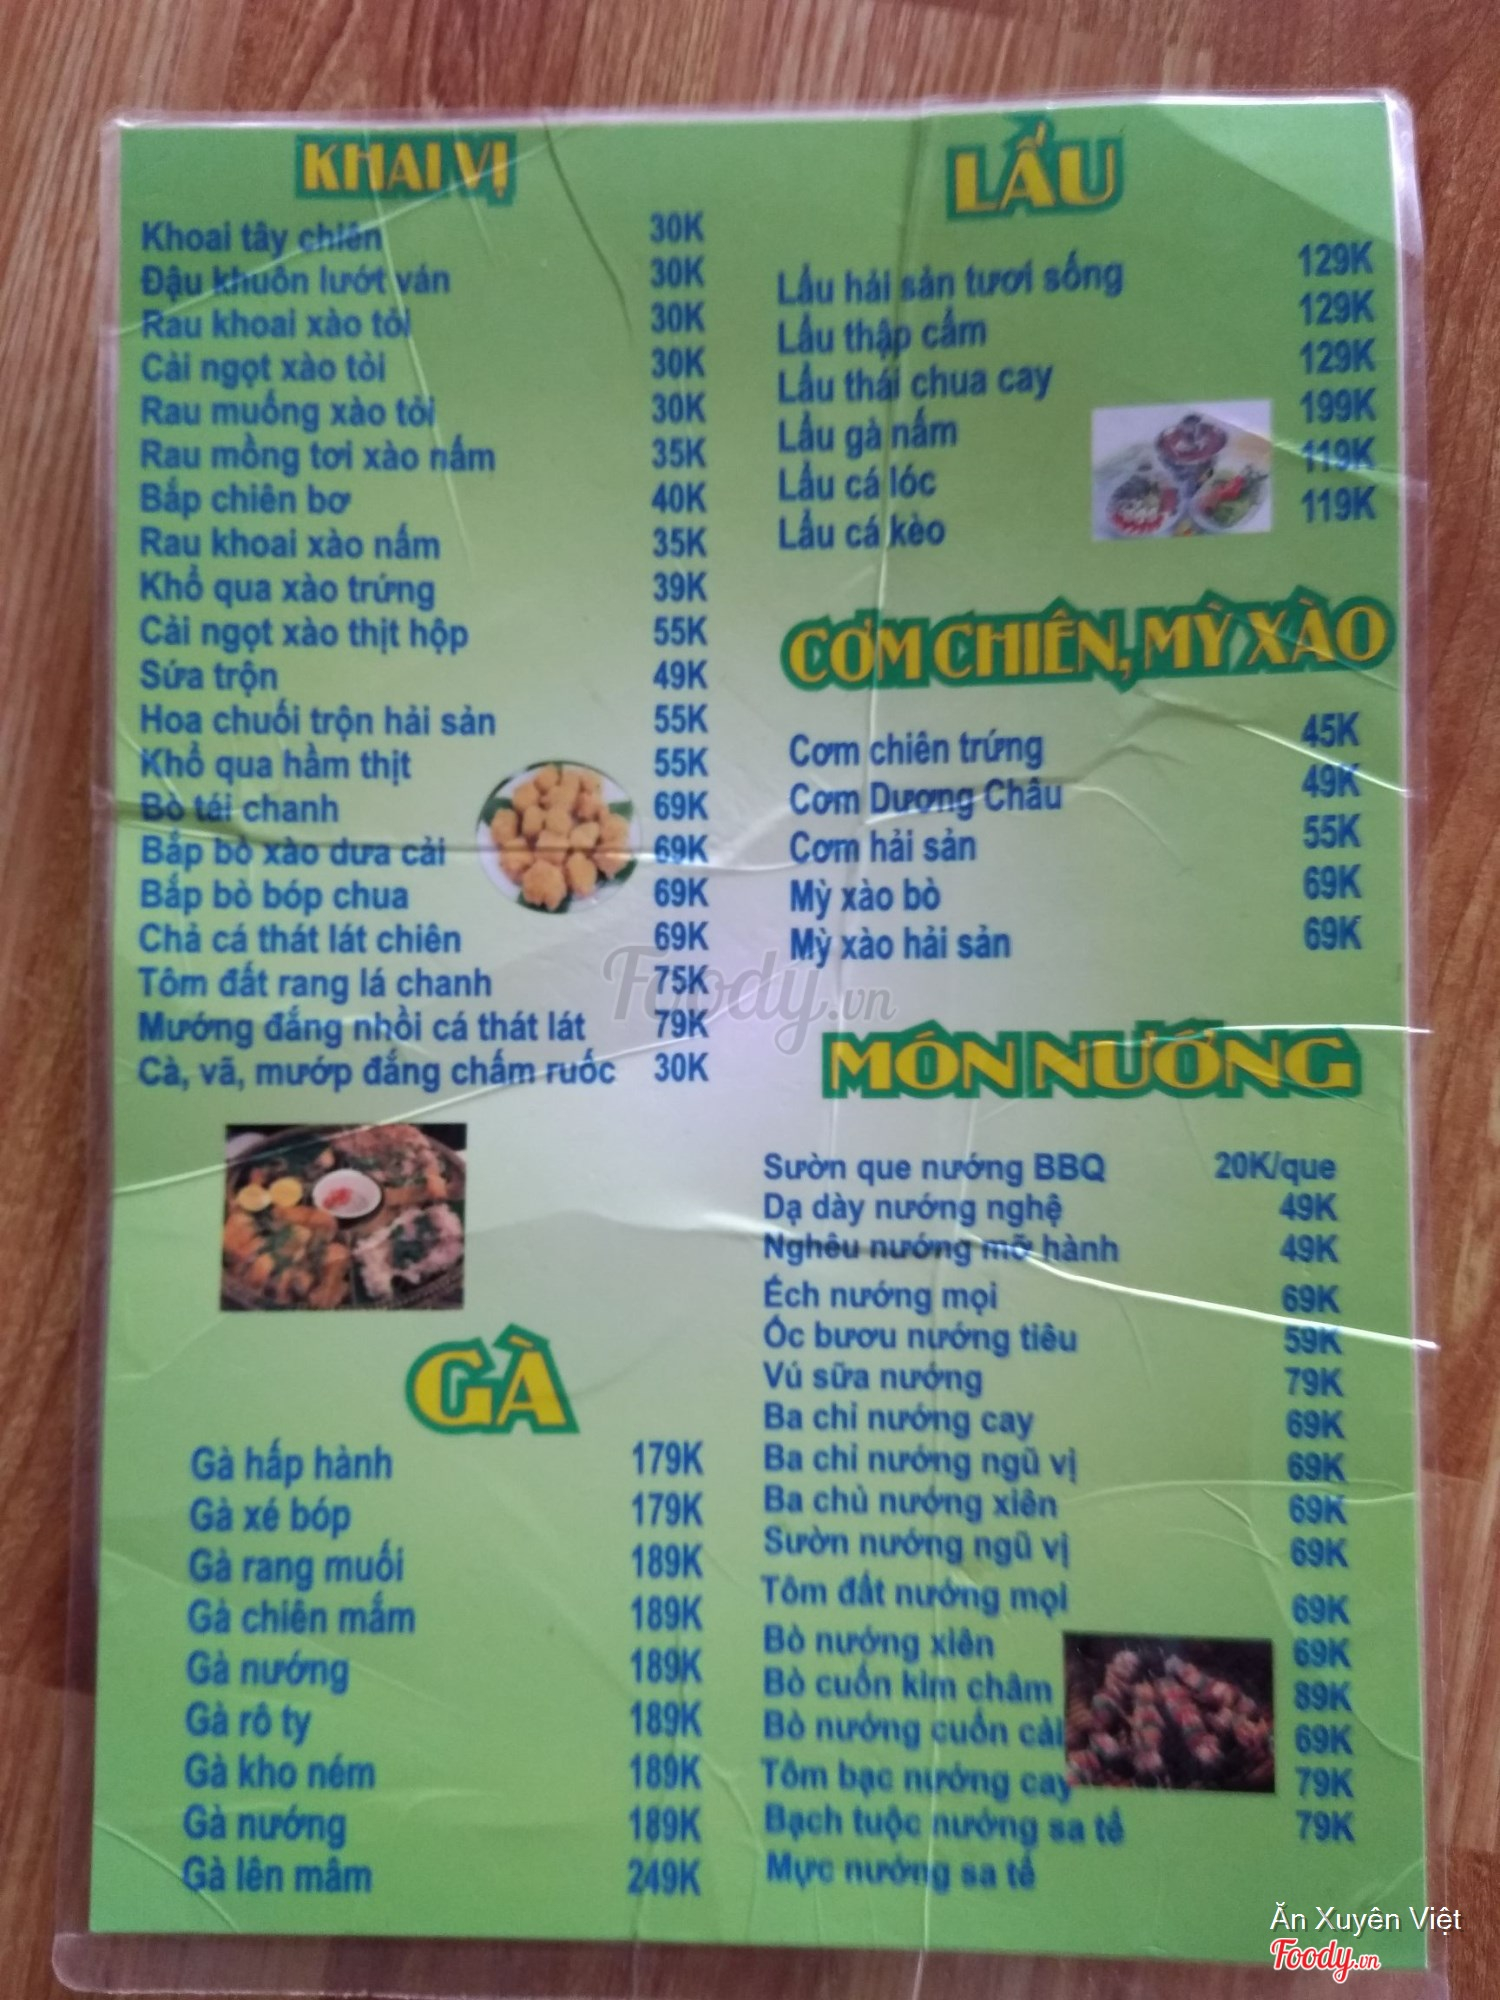 KHAI VỊ
Khoai tây chiên 30K
Đậu khuôn lướt ván 30K
Rau khoai xào tỏi 30K
Cải ngọt xào tỏi 30K
Rau muống xào tỏi 30K
Rau mồng tơi xào nấm 35K
Bắp chiên bơ 40K
Rau khoai xào nấm 35K
Khổ qua xào trứng 39K
Cải ngọt xào thịt hộp 55K
Sứa trộn 49K
Hoa chuối trộn hải sản 55K
Khổ qua hầm thịt 55K
Bò tái chanh 69K
Bắp bò xào dưa cải 69K
Bắp bò bóp chua 69K
Chả cá thát lát chiên 69K
Tôm đất rang lá chanh 75K
Mướng đắng nhồi cá thát lát 79K
Cà, vã, mướp đắng chấm ruốc 30K
GÀ
Gà hấp hành 179K
Gà xé bóp 179K
Gà rang muối 189K
Gà chiên mắm 189K
Gà nướng 189K
Gà rô ty 189K
Gà kho ném 189K
Gà nướng 189K
Gà lên mâm 249K
LẨU
Lẩu hải sản tươi sống 129K
Lẩu thập cẩm 129K
Lẩu thái chua cay 129K
Lẩu gà nấm 199K
Lẩu cá lóc 119K
Lẩu cá kèo 119K
CƠM CHIÊN, MỲ XÀO
Cơm chiên trứng 45K
Cơm Dương Châu 49K
Cơm hải sản 55K
Mỳ xào bò 69K
Mỳ xào hải sản 69K
MÓN NƯỚNG
Sườn que nướng BBQ 20K/que
Dạ dày nướng nghệ 49K
Nghêu nướng mỡ hành 49K
Ếch nướng mọi 69K
Ốc bươu nướng tiêu 59K
Vú sữa nướng 79K
Ba chỉ nướng cay 69K
Ba chỉ nướng ngũ vị 69K
Ba chủ nướng xiên 69K
Sườn nướng ngũ vị 69K
Tôm đất nướng mọi 69K
Bò nướng xiên 69K
Bò cuốn kim châm 89K
Bò nướng cuốn cải 69K
Tôm bạc nướng cay 79K
Bạch tuộc nướng sa tế 79K
Mực nướng sa tế
Foody.vn
Ăn Xuyên Việt
Foody.vn